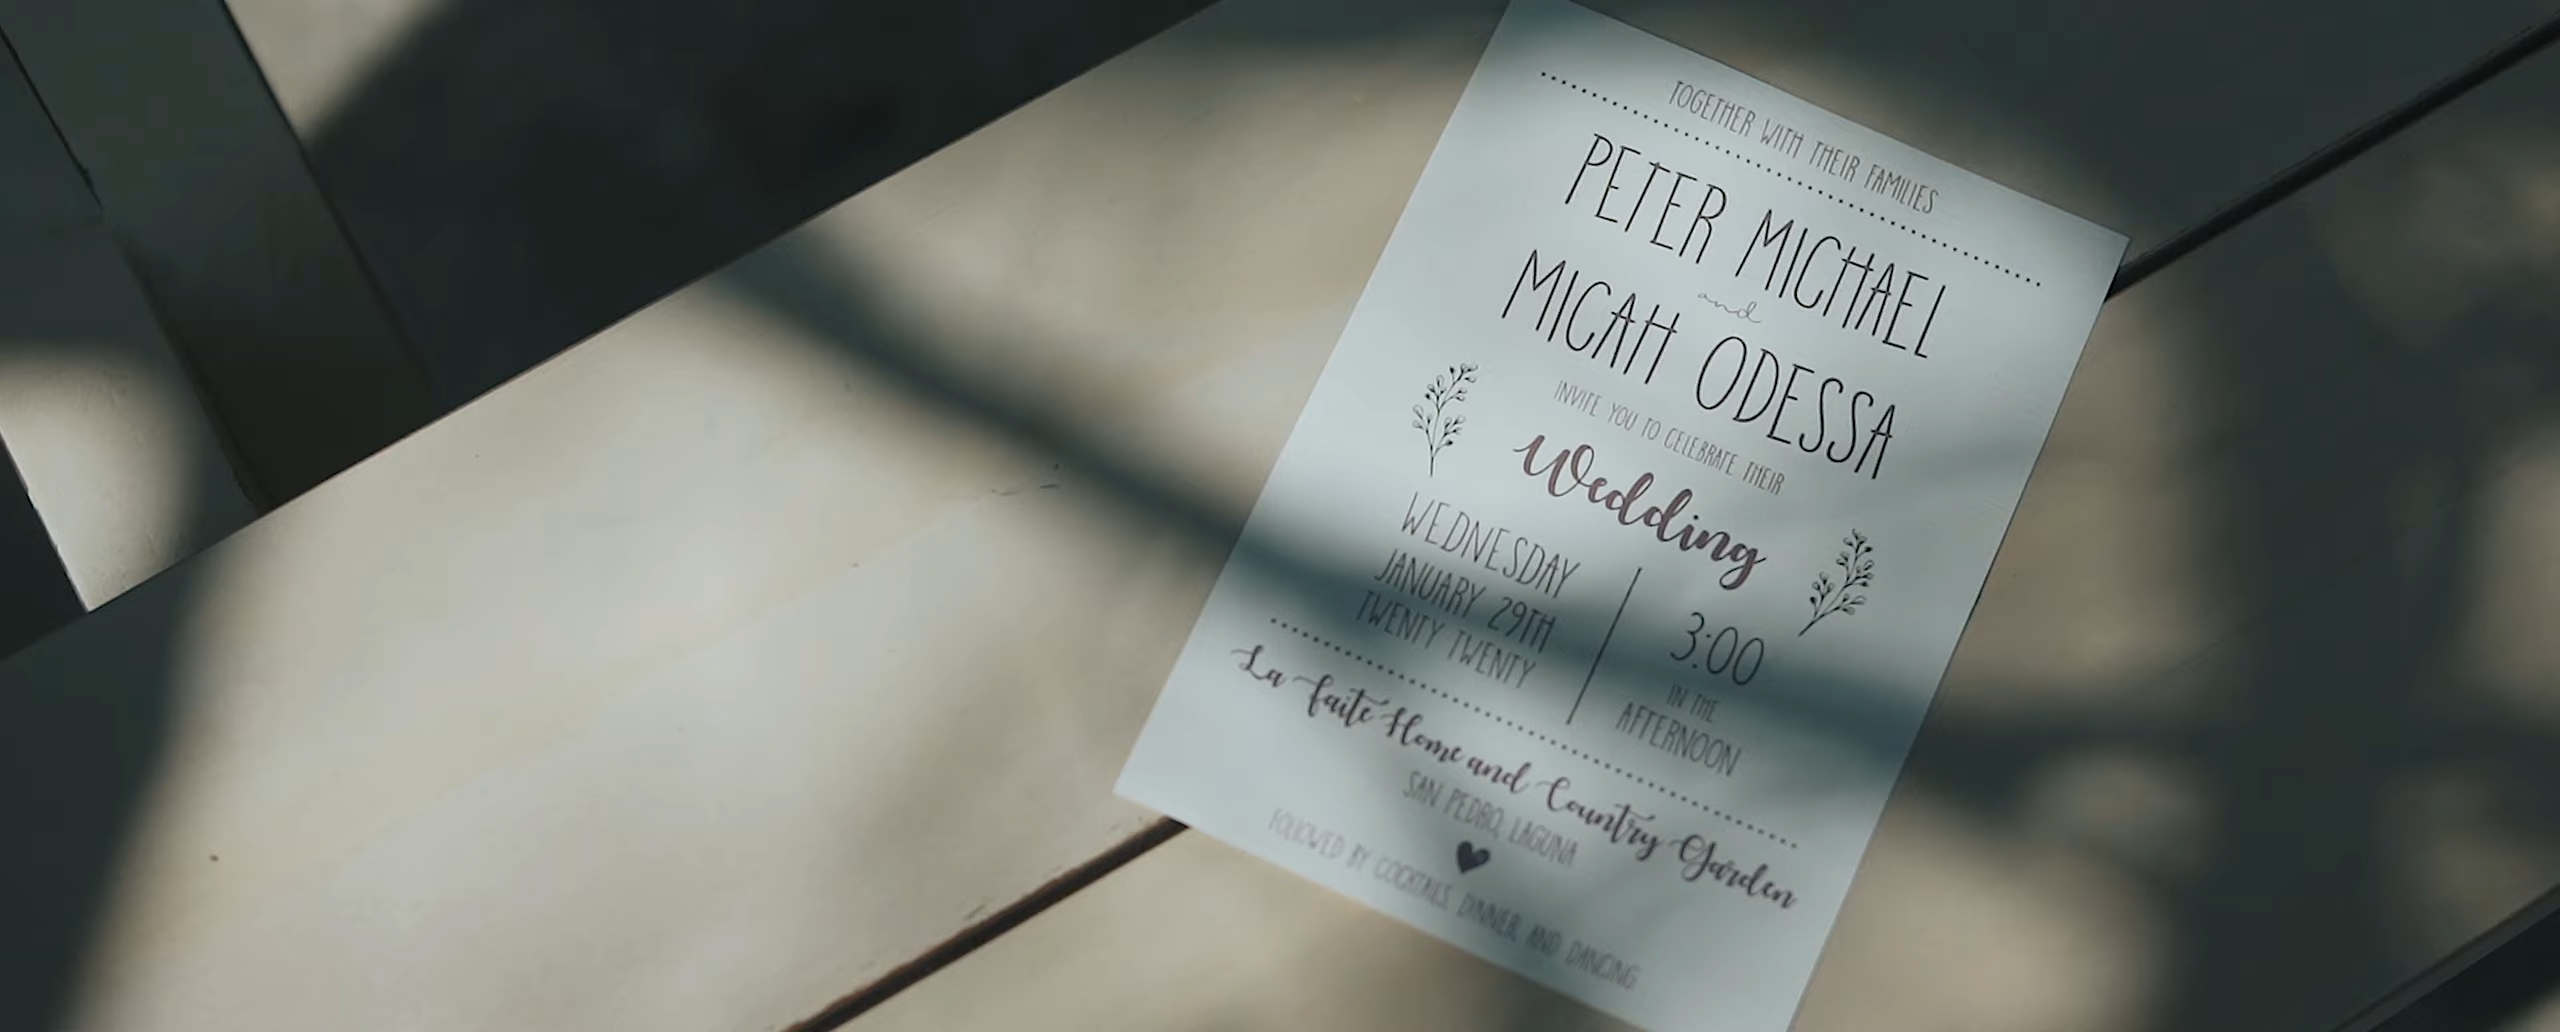 TOGETHER WITH THEIR FAMILIES
PETER MICHAEL
and
MICAH ODESSA
INVITE YOU TO CELEBRATE THEIR
Wedding
WEDNESDAY
JANUARY 29TH
TWENTY TWENTY
3:00
IN THE
AFTERNOON
La Faite Home and Country Garden
SAN PEDRO, LAGUNA
FOLLOWED BY COCKTAILS, DINNER, AND DANCING